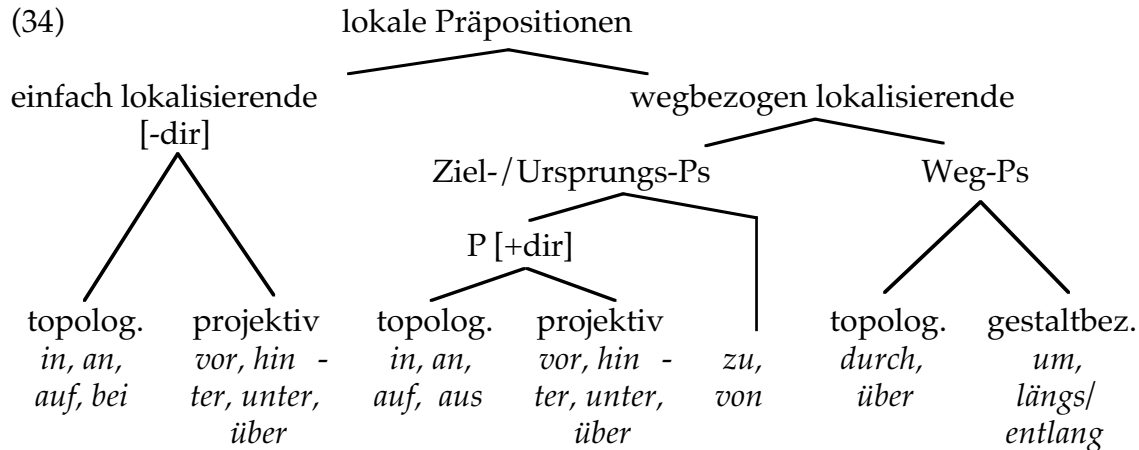 (34) lokale Präpositionen
einfach lokalisierende wegbezogen lokalisierende
[-dir]
Ziel-/Ursprungs-Ps Weg-Ps
P [+dir]
topolog. projektiv topolog. projektiv topolog. gestaltbez.
in, an, vor, hin - in, an, vor, hin - zu, durch, um,
auf, bei ter, unter, auf, aus ter, unter, von über längs/
über über entlang